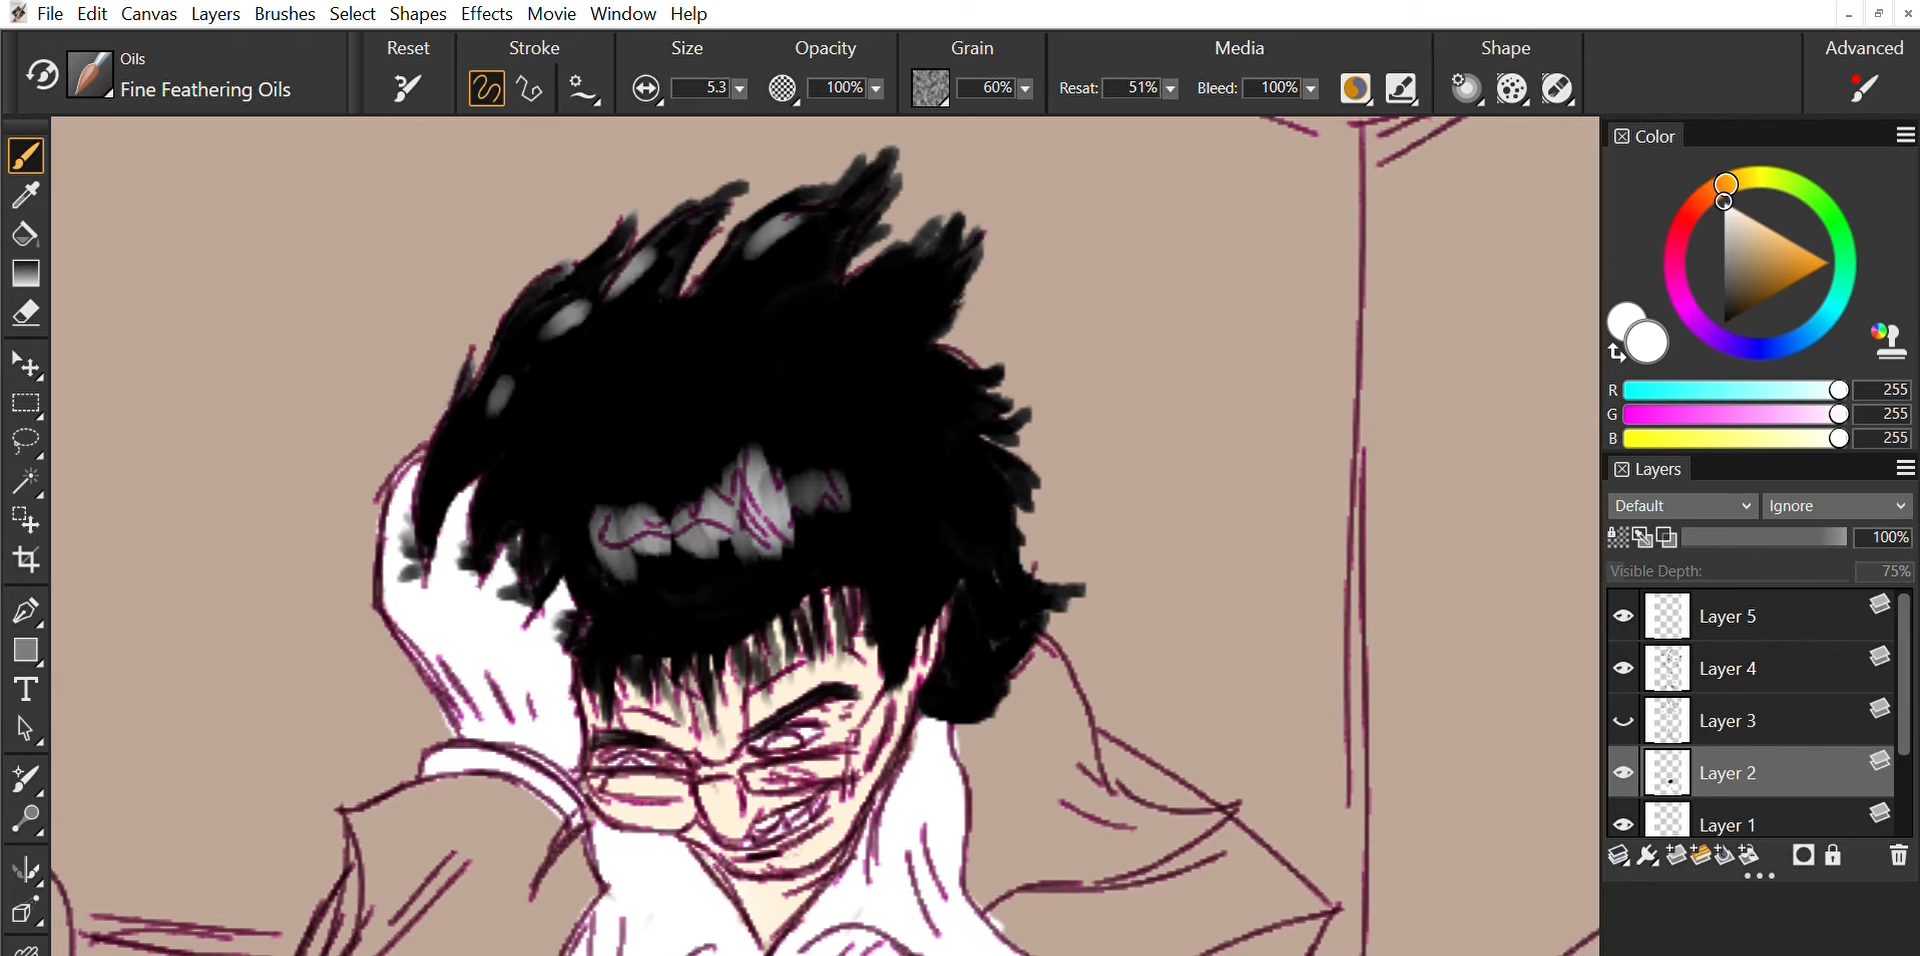 File Edit Canvas Layers Brushes Select Shapes Effects Movie Window Help
Oils
Fine Feathering Oils
Reset
Stroke
Size
5.3
Opacity
100%
Grain
60%
Media
Resat: 51% Bleed: 100%
Shape
Advanced
Color
R 255
G 255
B 255
Layers
Default Ignore
100%
Visible Depth: 75%
Layer 5
Layer 4
Layer 3
Layer 2
Layer 1
T